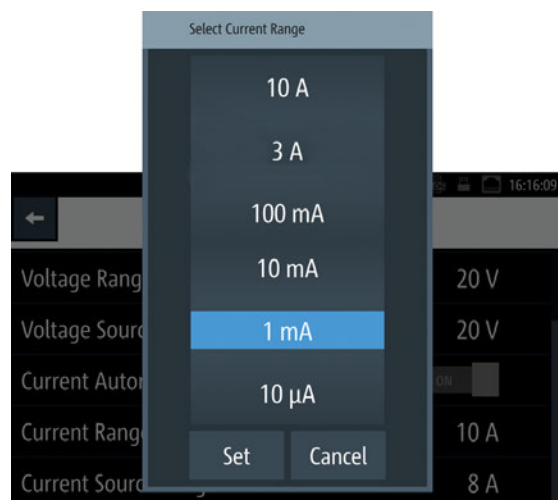 Select Current Range
10 A
3 A
100 mA
10 mA
1 mA
10 µA
Set Cancel
16:16:09
Voltage Rang 20 V
Voltage Sourc 20 V
Current Autor ON
Current Rang 10 A
Current Sourc 8 A